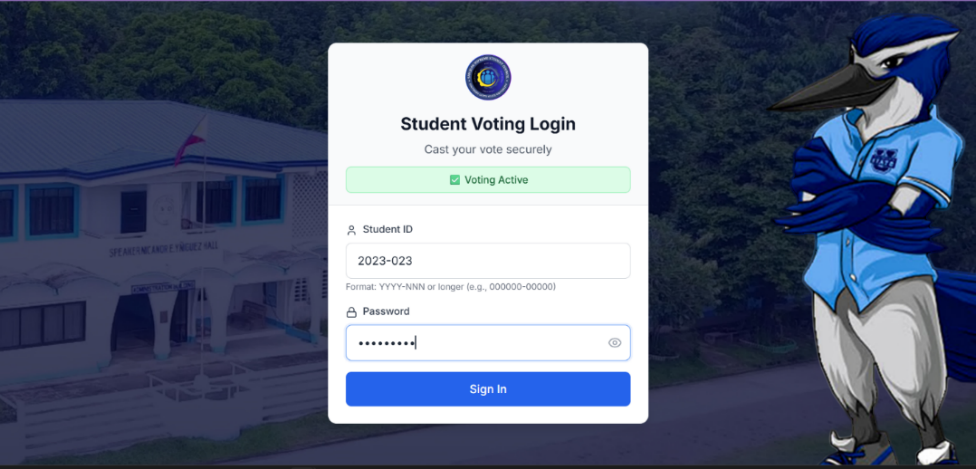 Student Voting Login
Cast your vote securely
Voting Active
Student ID
2023-023
Format: YYYY-NNN or longer (e.g., 000000-00000)
Password
•••••••••
Sign In
STATE